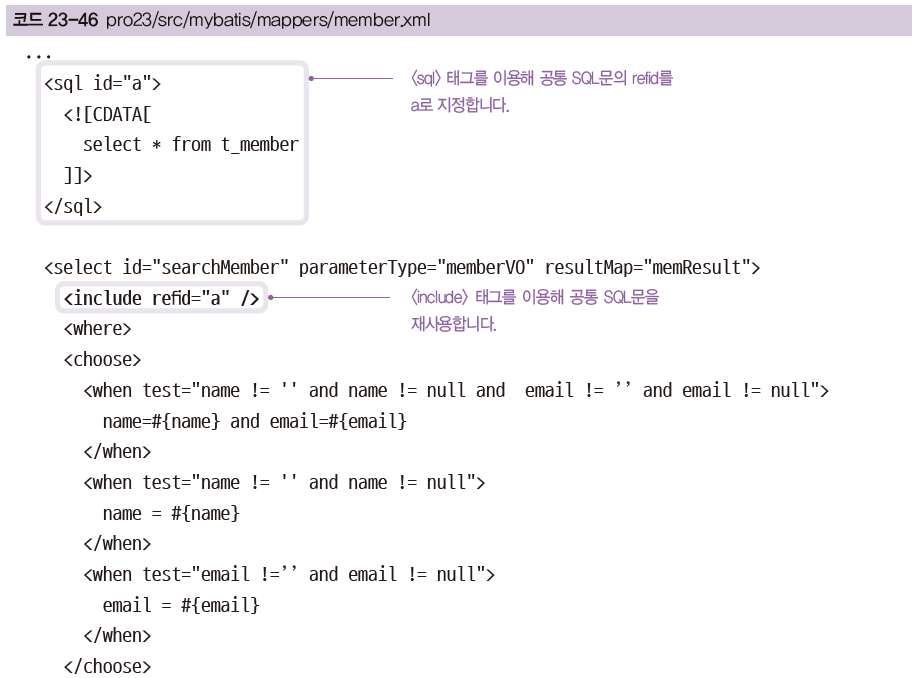 코드 23-46 pro23/src/mybatis/mappers/member.xml
...
<sql id="a">
〈sql〉 태그를 이용해 공통 SQL문의 refid를
a로 지정합니다.
<![CDATA[
select * from t_member
]]>
</sql>
<select id="searchMember" parameterType="memberVO" resultMap="memResult">
<include refid="a" />
〈include〉 태그를 이용해 공통 SQL문을
재사용합니다.
<where>
<choose>
<when test="name != '' and name != null and  email != ’’ and email != null">
name=#{name} and email=#{email}
</when>
<when test="name != '' and name != null">
name = #{name}
</when>
<when test="email !=’’ and email != null">
email = #{email}
</when>
</choose>